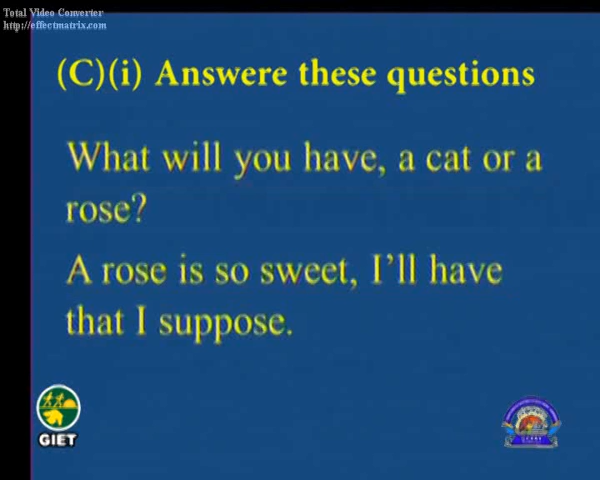 Total Video Converter
http://effectmatrix.com
(C)(i) Answere these questions
What will you have, a cat or a
rose?
A rose is so sweet, I'll have
that I suppose.
GIET